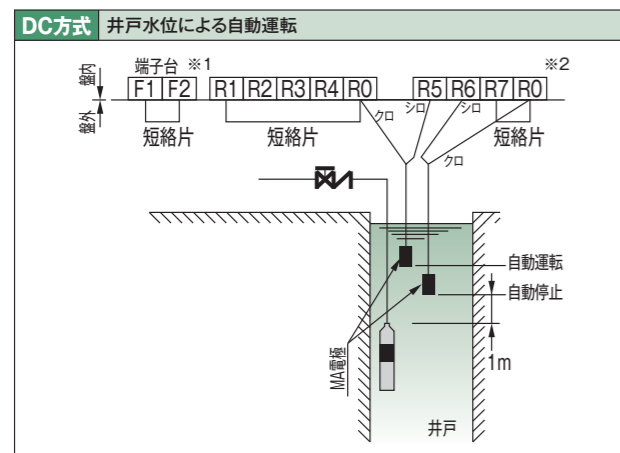 DC方式 井戸水位による自動運転
端子台 ※1 ※2
盤内 F1 F2 R1 R2 R3 R4 R0 R5 R6 R7 R0
盤外 短絡片 短絡片 クロ シロ シロ クロ 短絡片
自動運転
自動停止
1m
MA電極
井戸